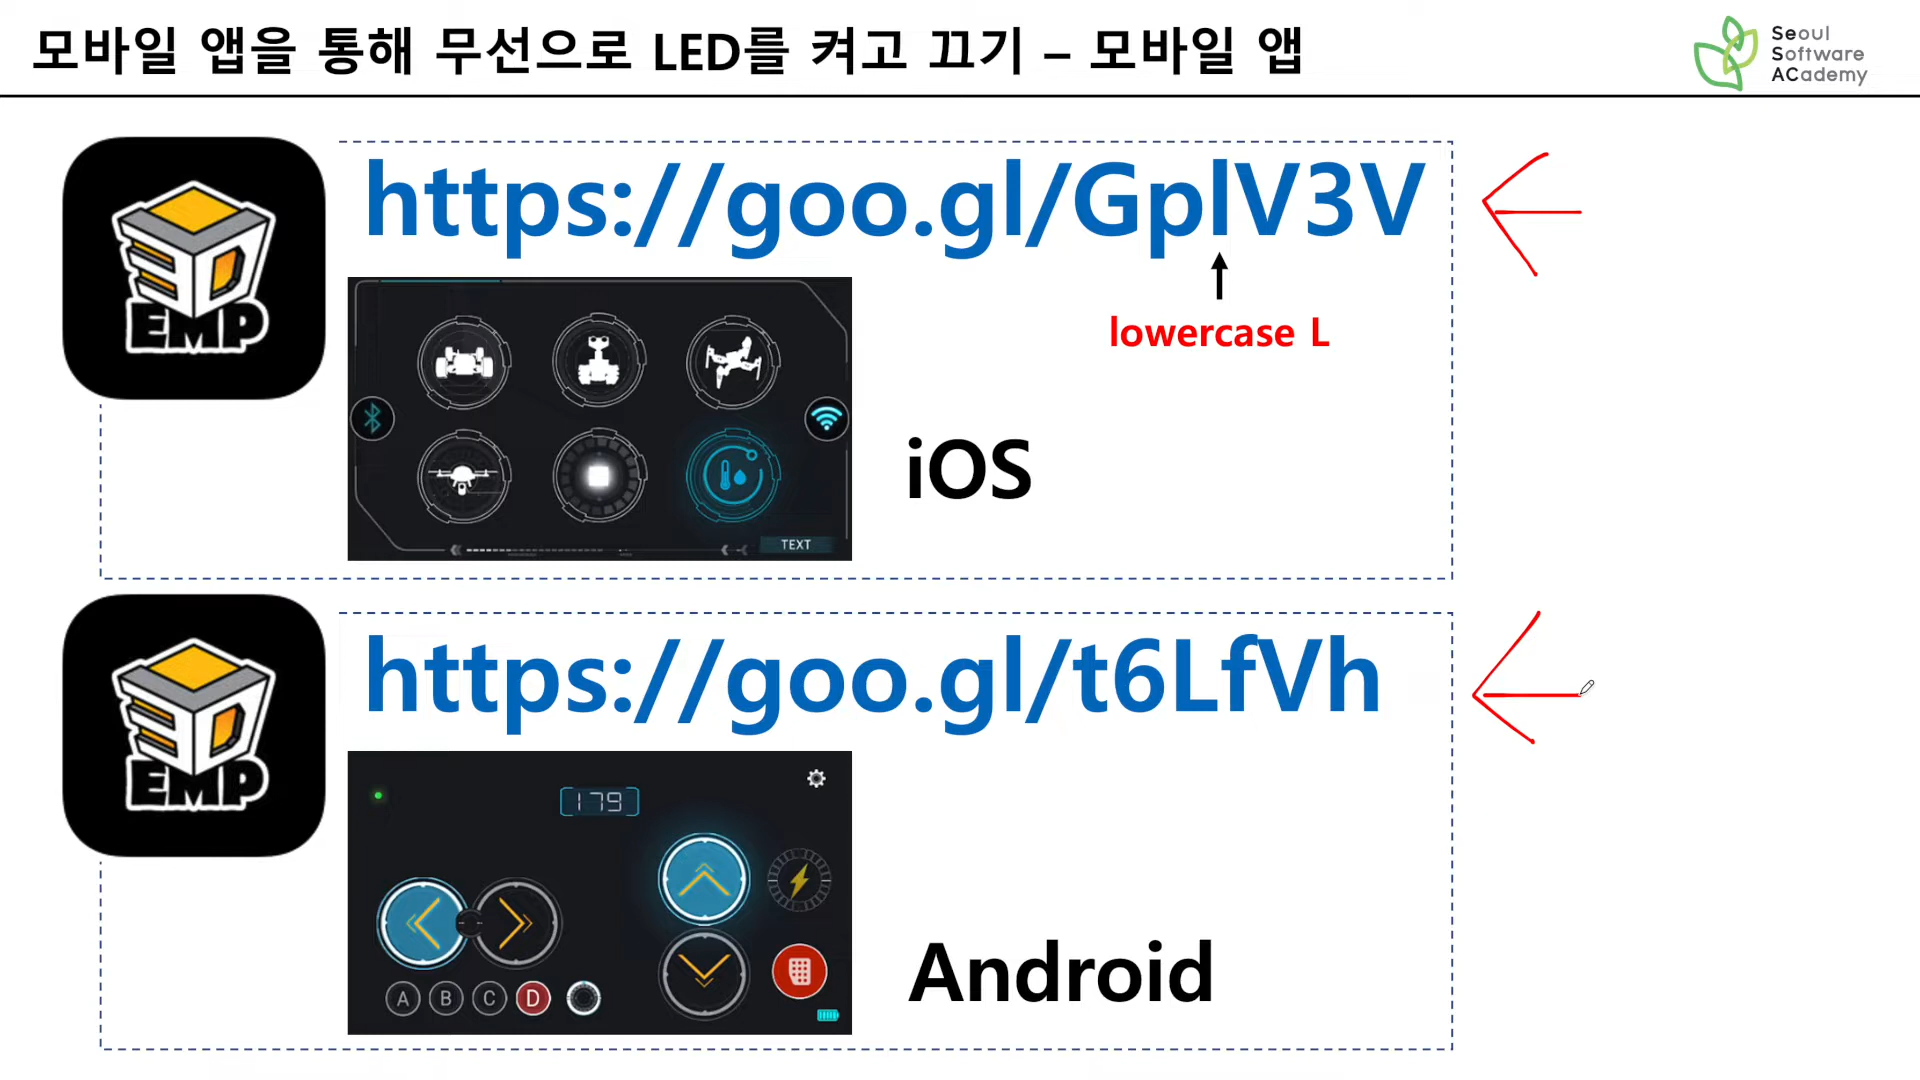 모바일 앱을 통해 무선으로 LED를 켜고 끄기 – 모바일 앱
Seoul
Software
ACademy
3D
EMP
https://goo.gl/GplV3V
lowercase L
TEXT
iOS
3D
EMP
https://goo.gl/t6LfVh
179
A B C D
Android